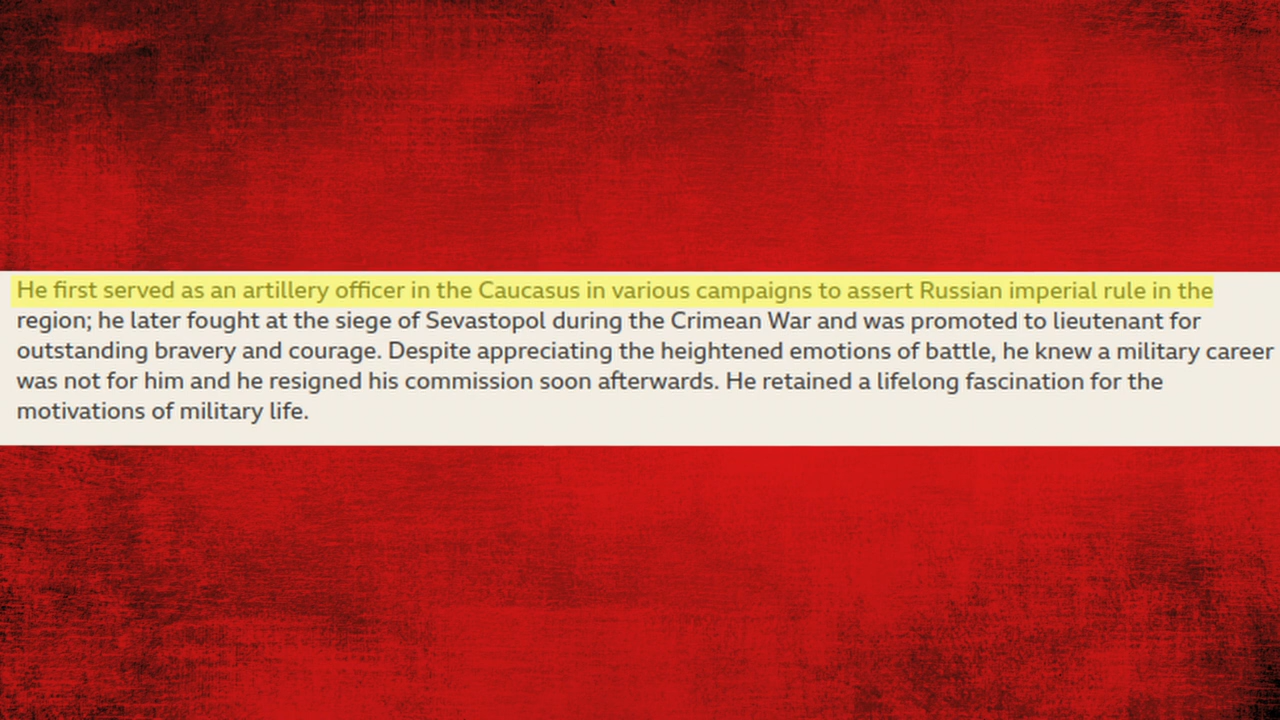 He first served as an artillery officer in the Caucasus in various campaigns to assert Russian imperial rule in the
region; he later fought at the siege of Sevastopol during the Crimean War and was promoted to lieutenant for
outstanding bravery and courage. Despite appreciating the heightened emotions of battle, he knew a military career
was not for him and he resigned his commission soon afterwards. He retained a lifelong fascination for the
motivations of military life.